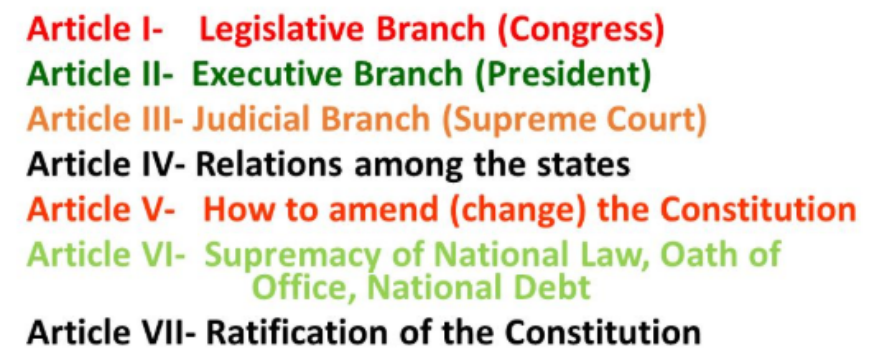 Article I- Legislative Branch (Congress)
Article II- Executive Branch (President)
Article III- Judicial Branch (Supreme Court)
Article IV- Relations among the states
Article V- How to amend (change) the Constitution
Article VI- Supremacy of National Law, Oath of
Office, National Debt
Article VII- Ratification of the Constitution